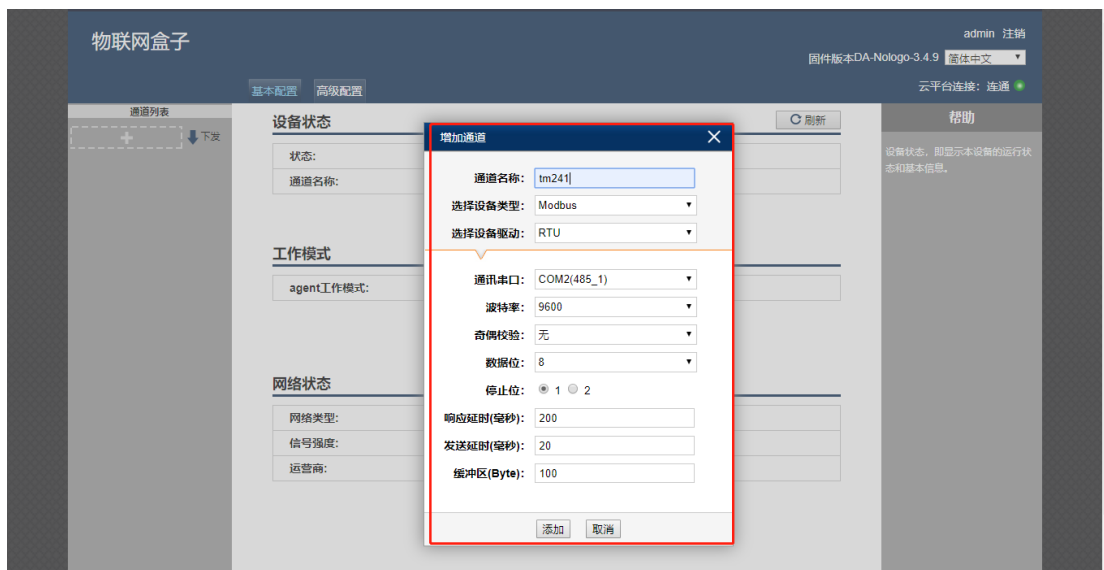 物联网盒子
admin 注销
固件版本DA-Nologo-3.4.9 简体中文
基本配置 高级配置
云平台连接：连通
通道列表
下发
设备状态
刷新
状态:
通道名称:
工作模式
agent工作模式:
网络状态
网络类型:
信号强度:
运营商:
增加通道
通道名称: tm241
选择设备类型: Modbus
选择设备驱动: RTU
通讯串口: COM2(485_1)
波特率: 9600
奇偶校验: 无
数据位: 8
停止位: 1 2
响应延时(毫秒): 200
发送延时(毫秒): 20
缓冲区(Byte): 100
添加 取消
帮助
设备状态，即显示本设备的运行状
态和基本信息。